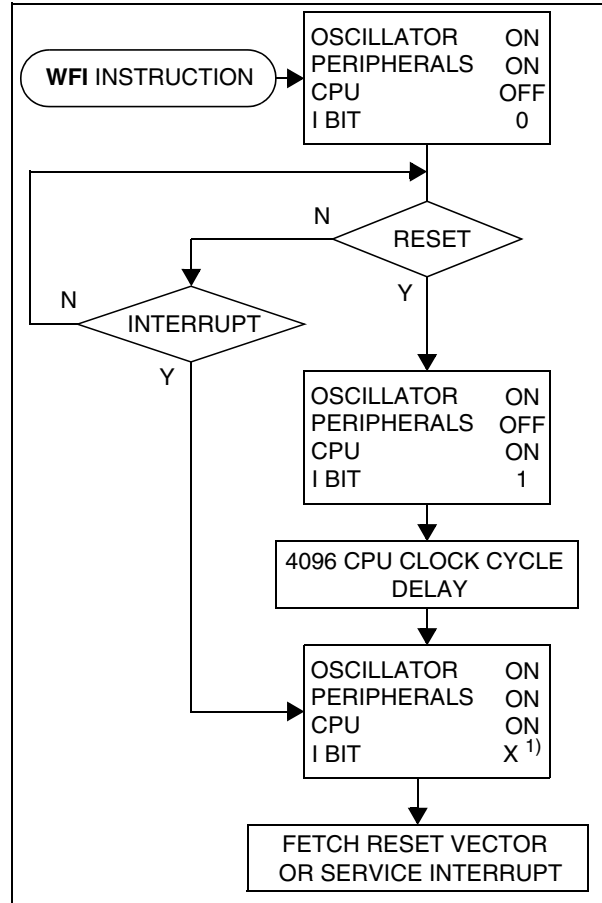 WFI INSTRUCTION
OSCILLATOR ON
PERIPHERALS ON
CPU OFF
I BIT 0
N
RESET
Y
N
INTERRUPT
Y
OSCILLATOR ON
PERIPHERALS OFF
CPU ON
I BIT 1
4096 CPU CLOCK CYCLE
DELAY
OSCILLATOR ON
PERIPHERALS ON
CPU ON
I BIT X 1)
FETCH RESET VECTOR
OR SERVICE INTERRUPT